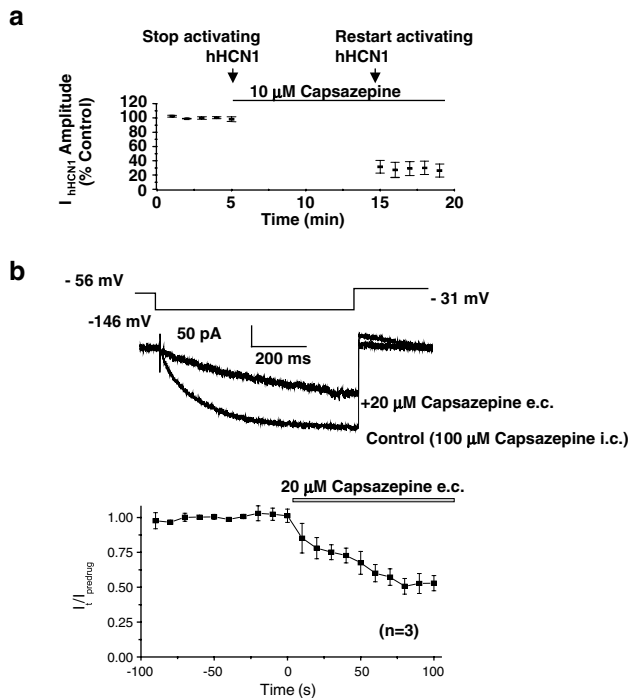 a
Stop activating hHCN1
Restart activating hHCN1
10 µM Capsazepine
I hHCN1 Amplitude (% Control)
120
100
80
60
40
20
0
0 5 10 15 20
Time (min)
b
- 56 mV
- 31 mV
-146 mV
50 pA
200 ms
+20 µM Capsazepine e.c.
Control (100 µM Capsazepine i.c.)
20 µM Capsazepine e.c.
I t /I predrug
1.00
0.75
0.50
0.25
0.00
(n=3)
-100 -50 0 50 100
Time (s)